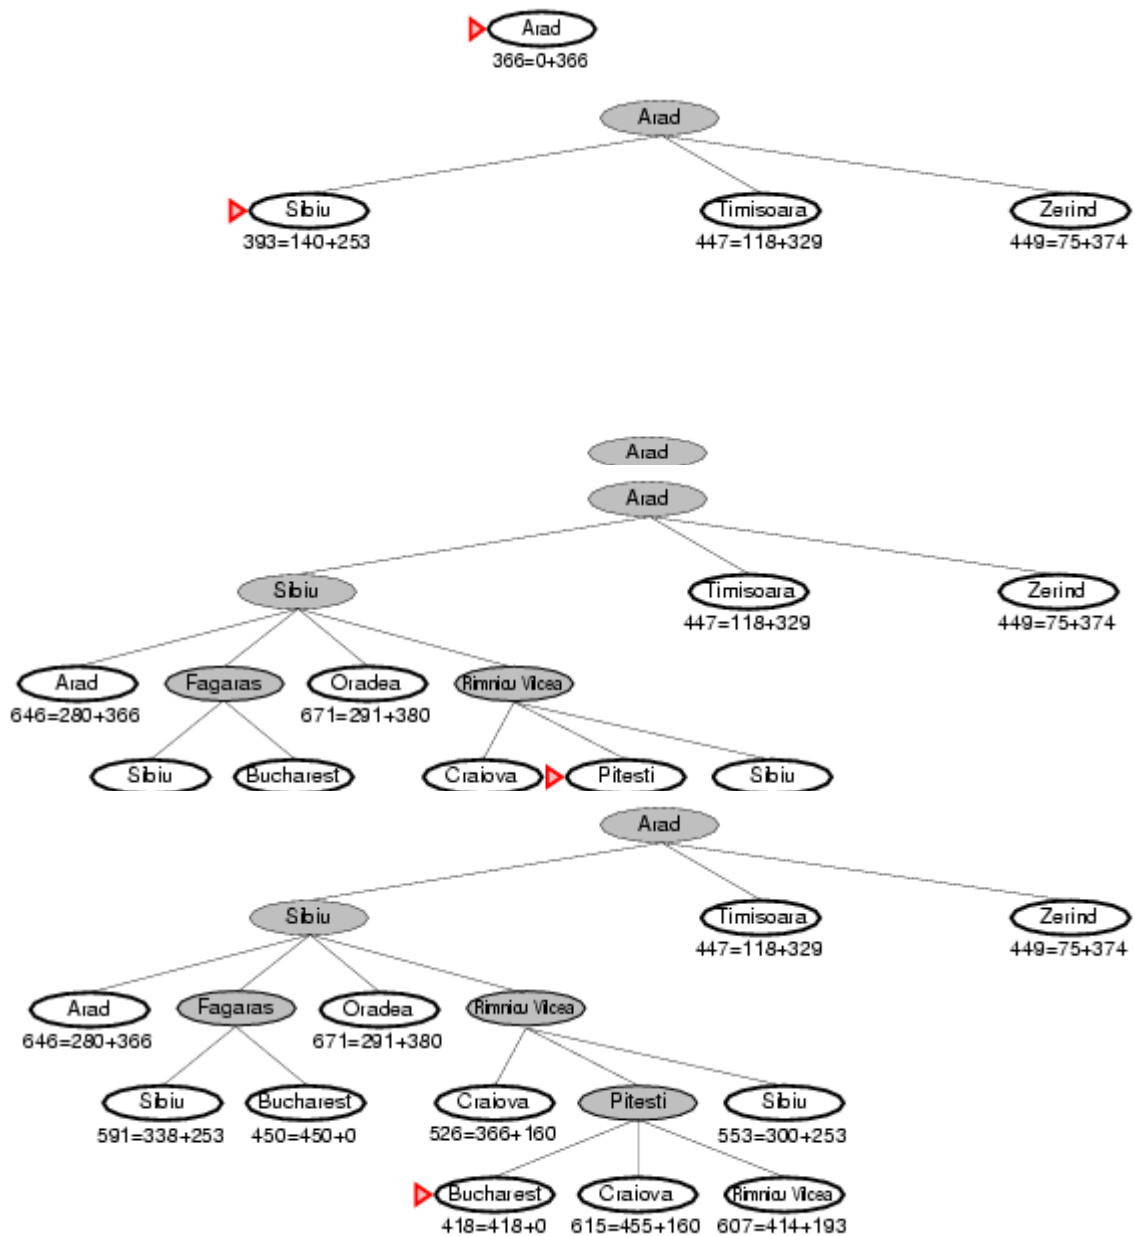 Arad
366=0+366
Arad
Sibiu Timisoara Zerind
393=140+253 447=118+329 449=75+374
Arad
Arad
Sibiu Timisoara Zerind
447=118+329 449=75+374
Arad Fagaras Oradea Rimnicu Vilcea
646=280+366 671=291+380
Sibiu Bucharest Craiova Pitesti Sibiu
Arad
Sibiu Timisoara Zerind
447=118+329 449=75+374
Arad Fagaras Oradea Rimnicu Vilcea
646=280+366 671=291+380
Sibiu Bucharest Craiova Pitesti Sibiu
591=338+253 450=450+0 526=366+160 553=300+253
Bucharest Craiova Rimnicu Vilcea
418=418+0 615=455+160 607=414+193